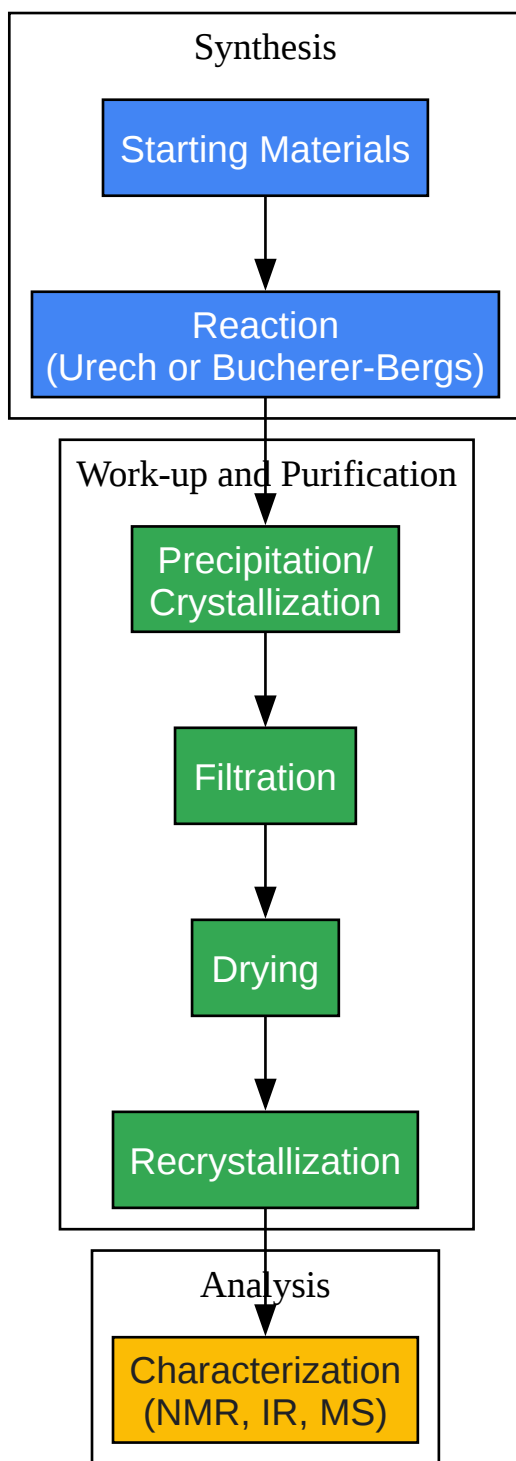 Synthesis
Starting Materials
Reaction
(Urech or Bucherer-Bergs)
Work-up and Purification
Precipitation/
Crystallization
Filtration
Drying
Recrystallization
Analysis
Characterization
(NMR, IR, MS)